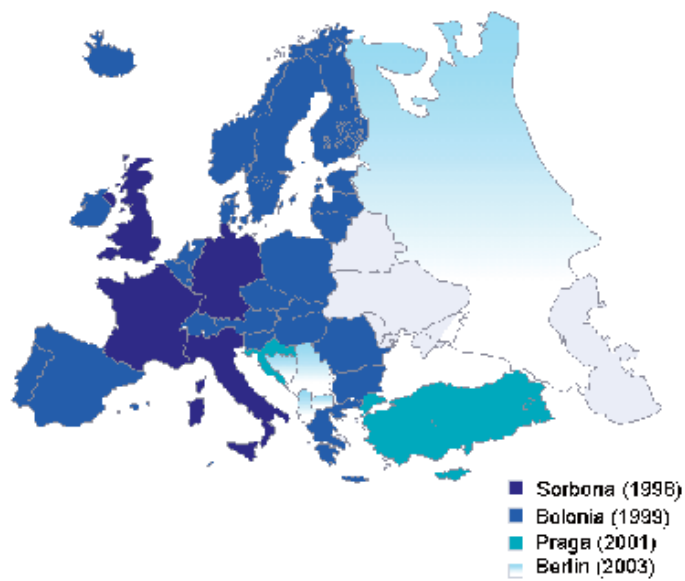 Sorbona (1998)
Bolonia (1999)
Praga (2001)
Berlin (2003)